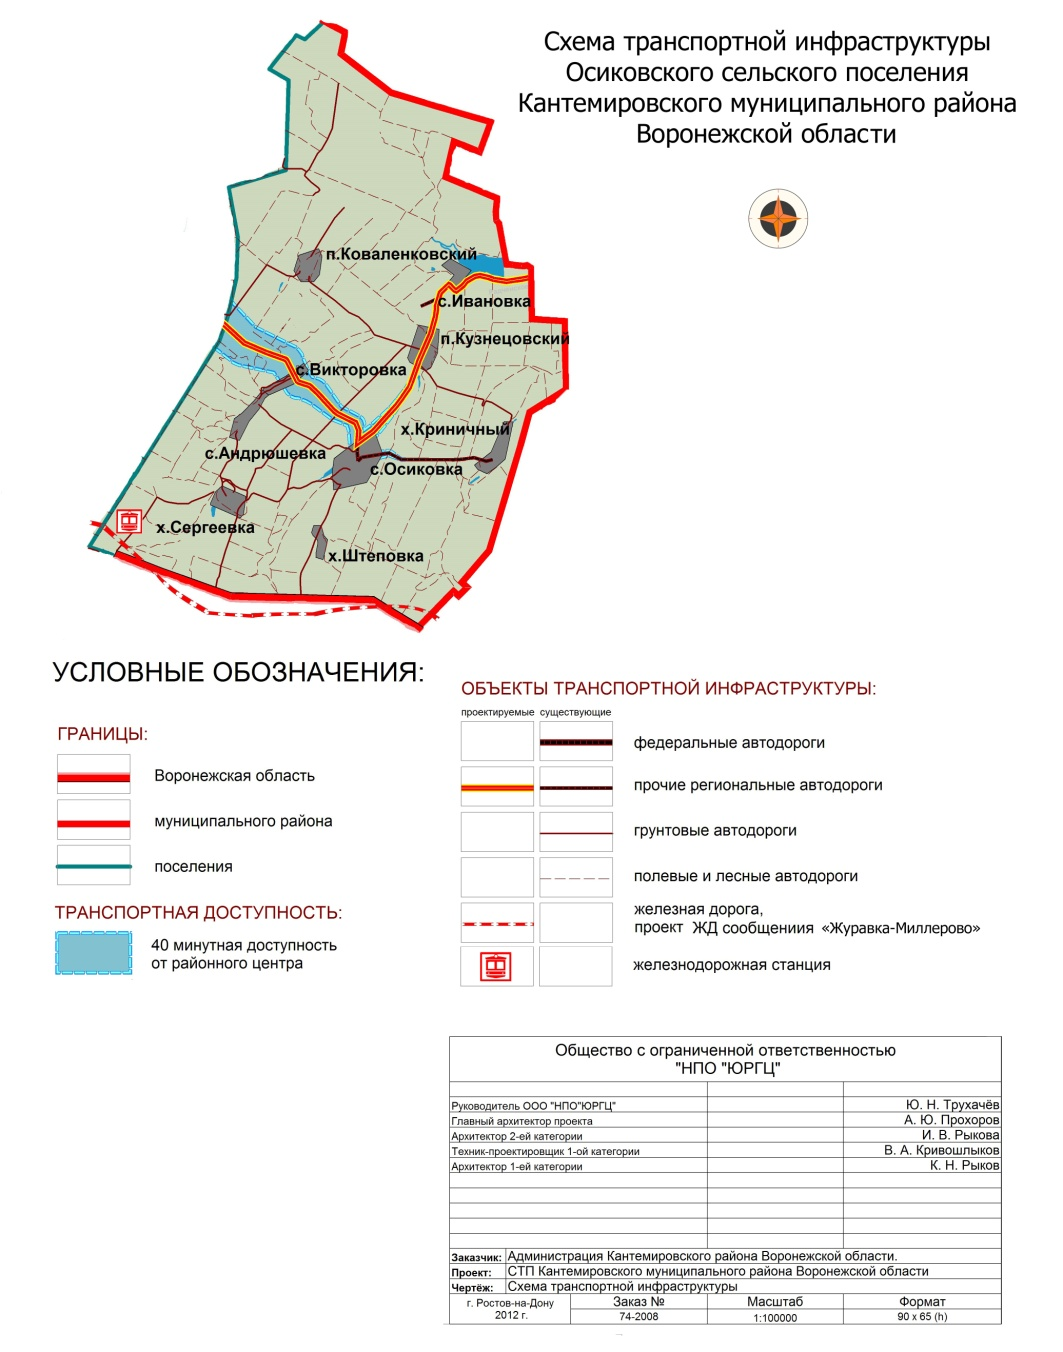 Схема транспортной инфраструктуры
Осиковского сельского поселения
Кантемировского муниципального района
Воронежской области
п.Коваленковский
с.Ивановка
п.Кузнецовский
с.Викторовка
х.Криничный
с.Андрюшевка
с.Осиковка
х.Сергеевка
х.Штеповка
УСЛОВНЫЕ ОБОЗНАЧЕНИЯ:
ГРАНИЦЫ:
Воронежская область
муниципального района
поселения
ТРАНСПОРТНАЯ ДОСТУПНОСТЬ:
40 минутная доступность
от районного центра
ОБЪЕКТЫ ТРАНСПОРТНОЙ ИНФРАСТРУКТУРЫ:
проектируемые существующие
федеральные автодороги
прочие региональные автодороги
грунтовые автодороги
полевые и лесные автодороги
железная дорога,
проект ЖД сообщениия «Журавка-Миллерово»
железнодорожная станция
Общество с ограниченной ответственностью
"НПО "ЮРГЦ"
Руководитель ООО "НПО"ЮРГЦ" Ю. Н. Трухачёв
Главный архитектор проекта А. Ю. Прохоров
Архитектор 2-ей категории И. В. Рыкова
Техник-проектировщик 1-ой категории В. А. Кривошлыков
Архитектор 1-ей категории К. Н. Рыков
Заказчик: Администрация Кантемировского района Воронежской области.
Проект: СТП Кантемировского муниципального района Воронежской области
Чертёж: Схема транспортной инфраструктуры
г. Ростов-на-Дону Заказ № Масштаб Формат
2012 г. 74-2008 1:100000 90 х 65 (h)